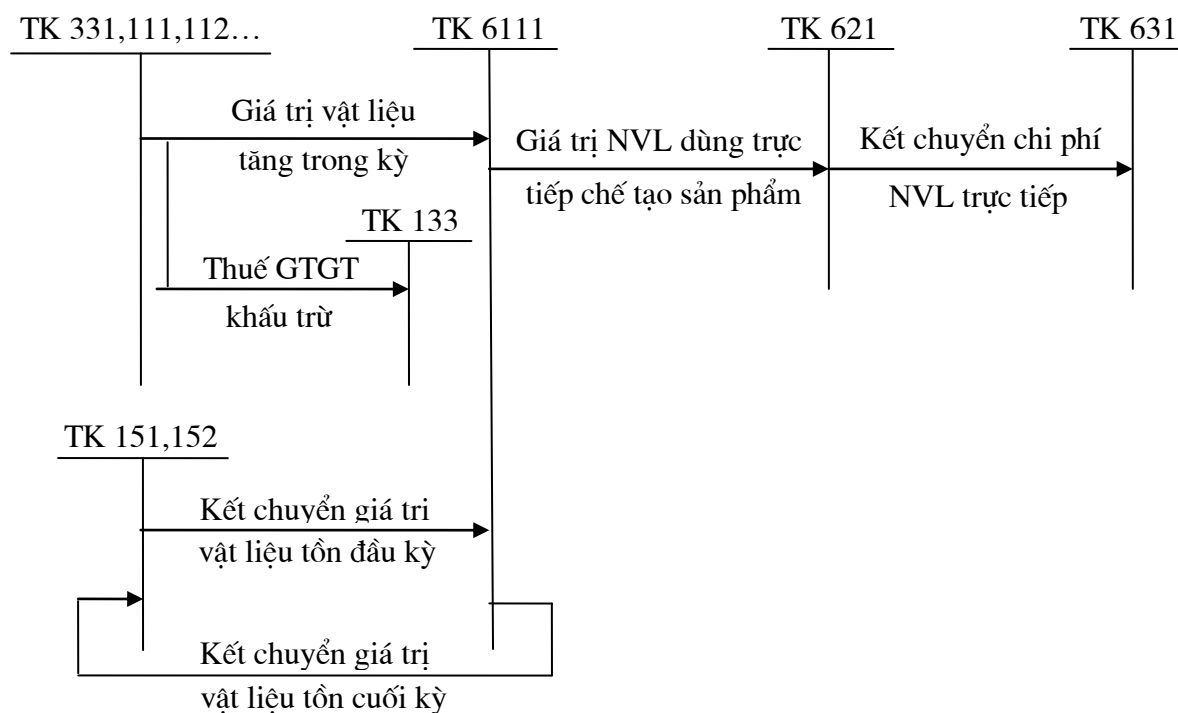 TK 331,111,112…
TK 6111
TK 621
TK 631
Giá trị vật liệu
tăng trong kỳ
Giá trị NVL dùng trực
tiếp chế tạo sản phẩm
Kết chuyển chi phí
NVL trực tiếp
TK 133
Thuế GTGT
khấu trừ
TK 151,152
Kết chuyển giá tri
vật liệu tồn đầu kỳ
Kết chuyển giá trị
vật liệu tồn cuối kỳ